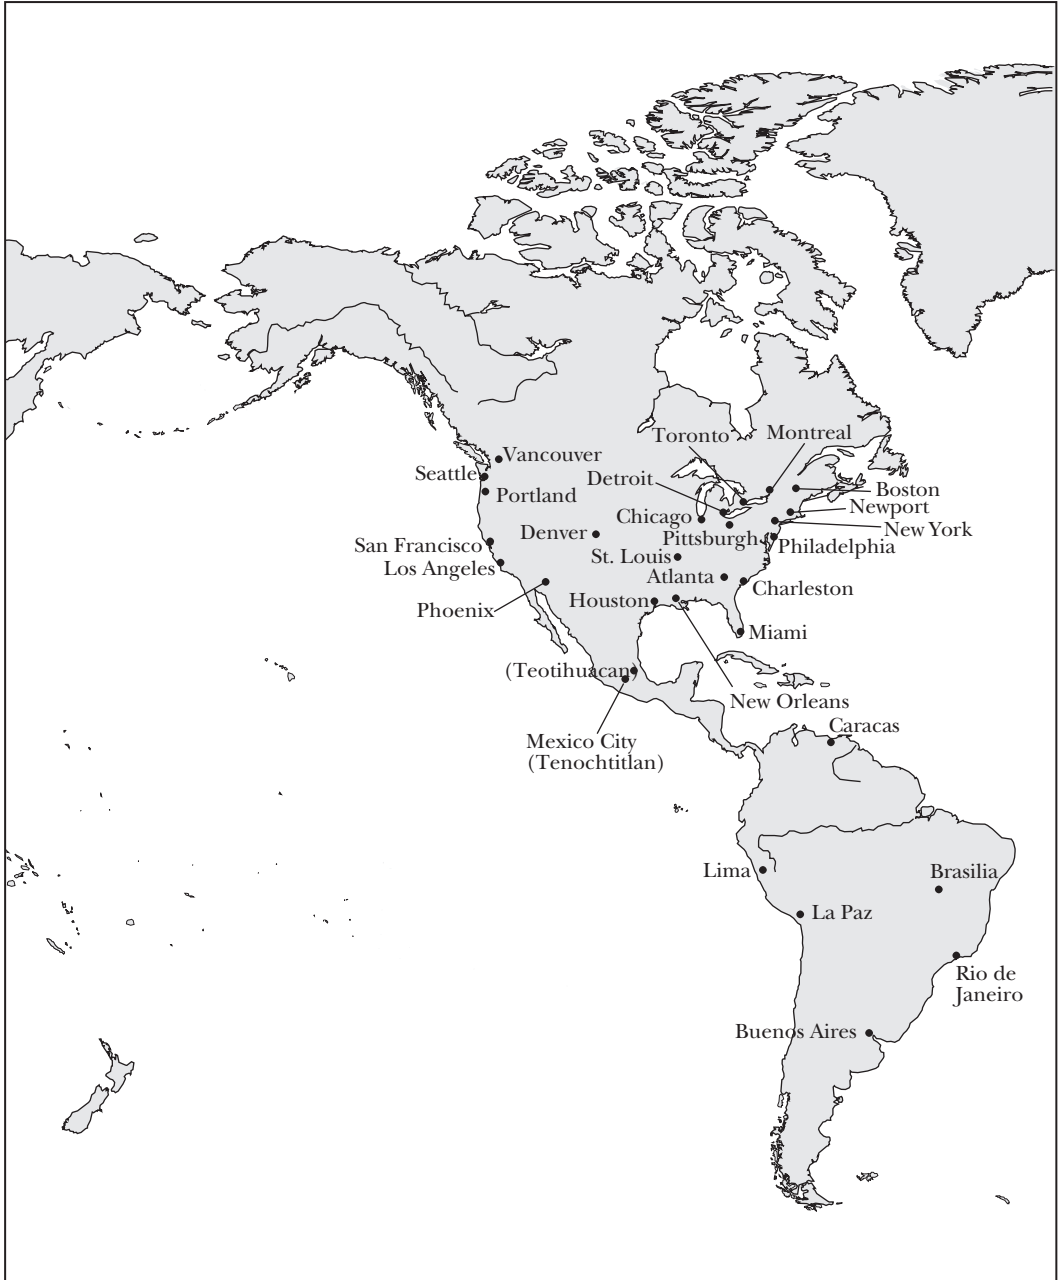 Toronto
Montreal
Vancouver
Seattle
Detroit
Boston
Portland
Newport
Chicago
New York
Denver
Pittsburgh
San Francisco
Philadelphia
St. Louis
Los Angeles
Atlanta
Charleston
Houston
Phoenix
Miami
(Teotihuacan)
New Orleans
Caracas
Mexico City
(Tenochtitlan)
Lima
Brasilia
La Paz
Rio de
Janeiro
Buenos Aires